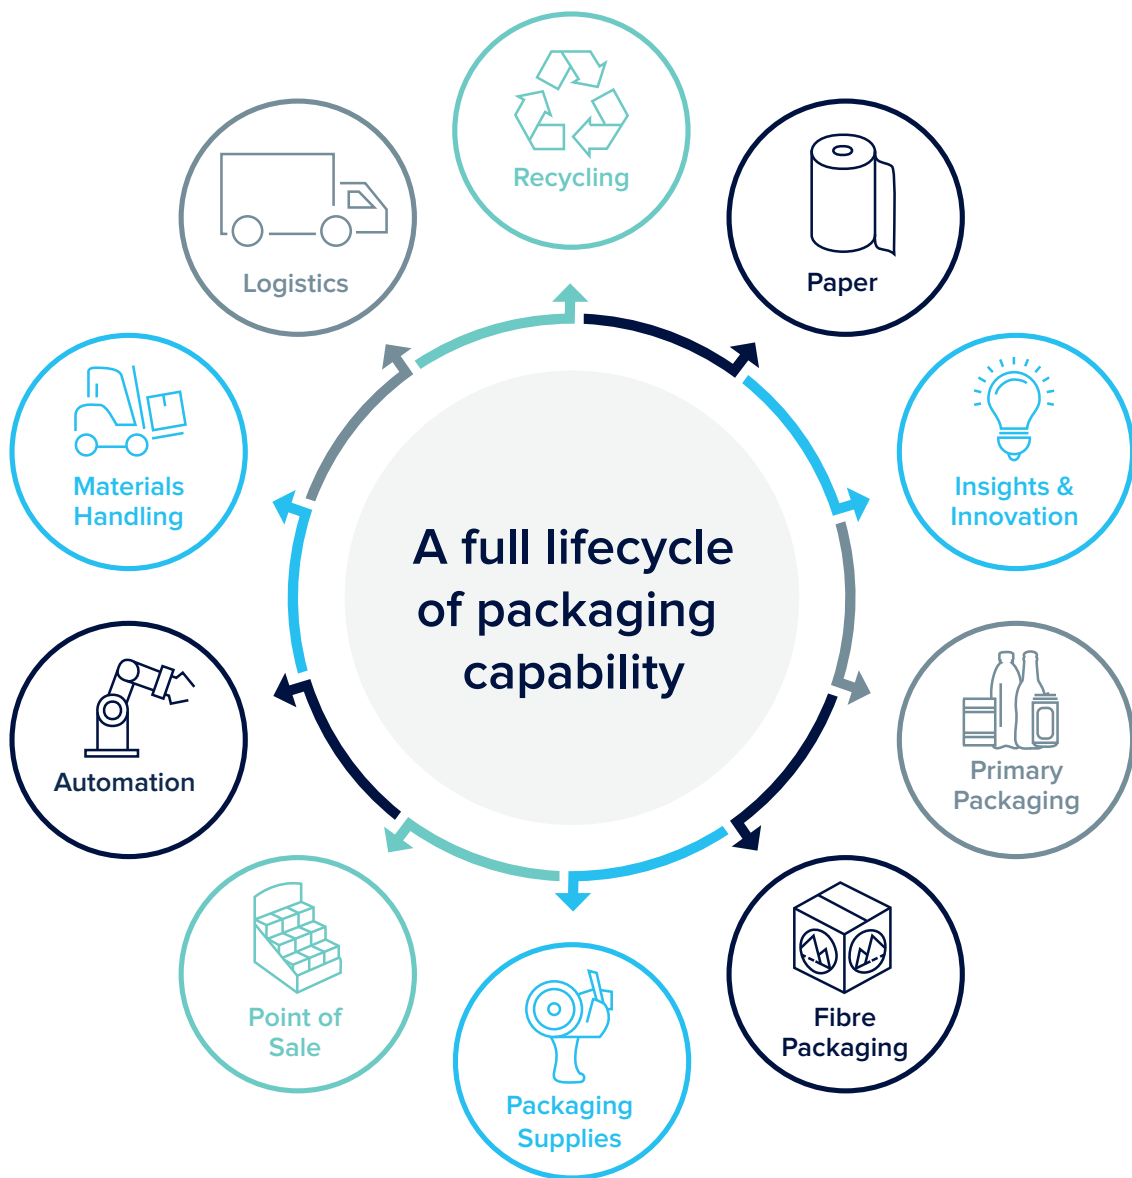 Recycling
Paper
Insights &
Innovation
Primary
Packaging
Fibre
Packaging
Packaging
Supplies
Point of
Sale
Automation
Materials
Handling
Logistics
A full lifecycle
of packaging
capability